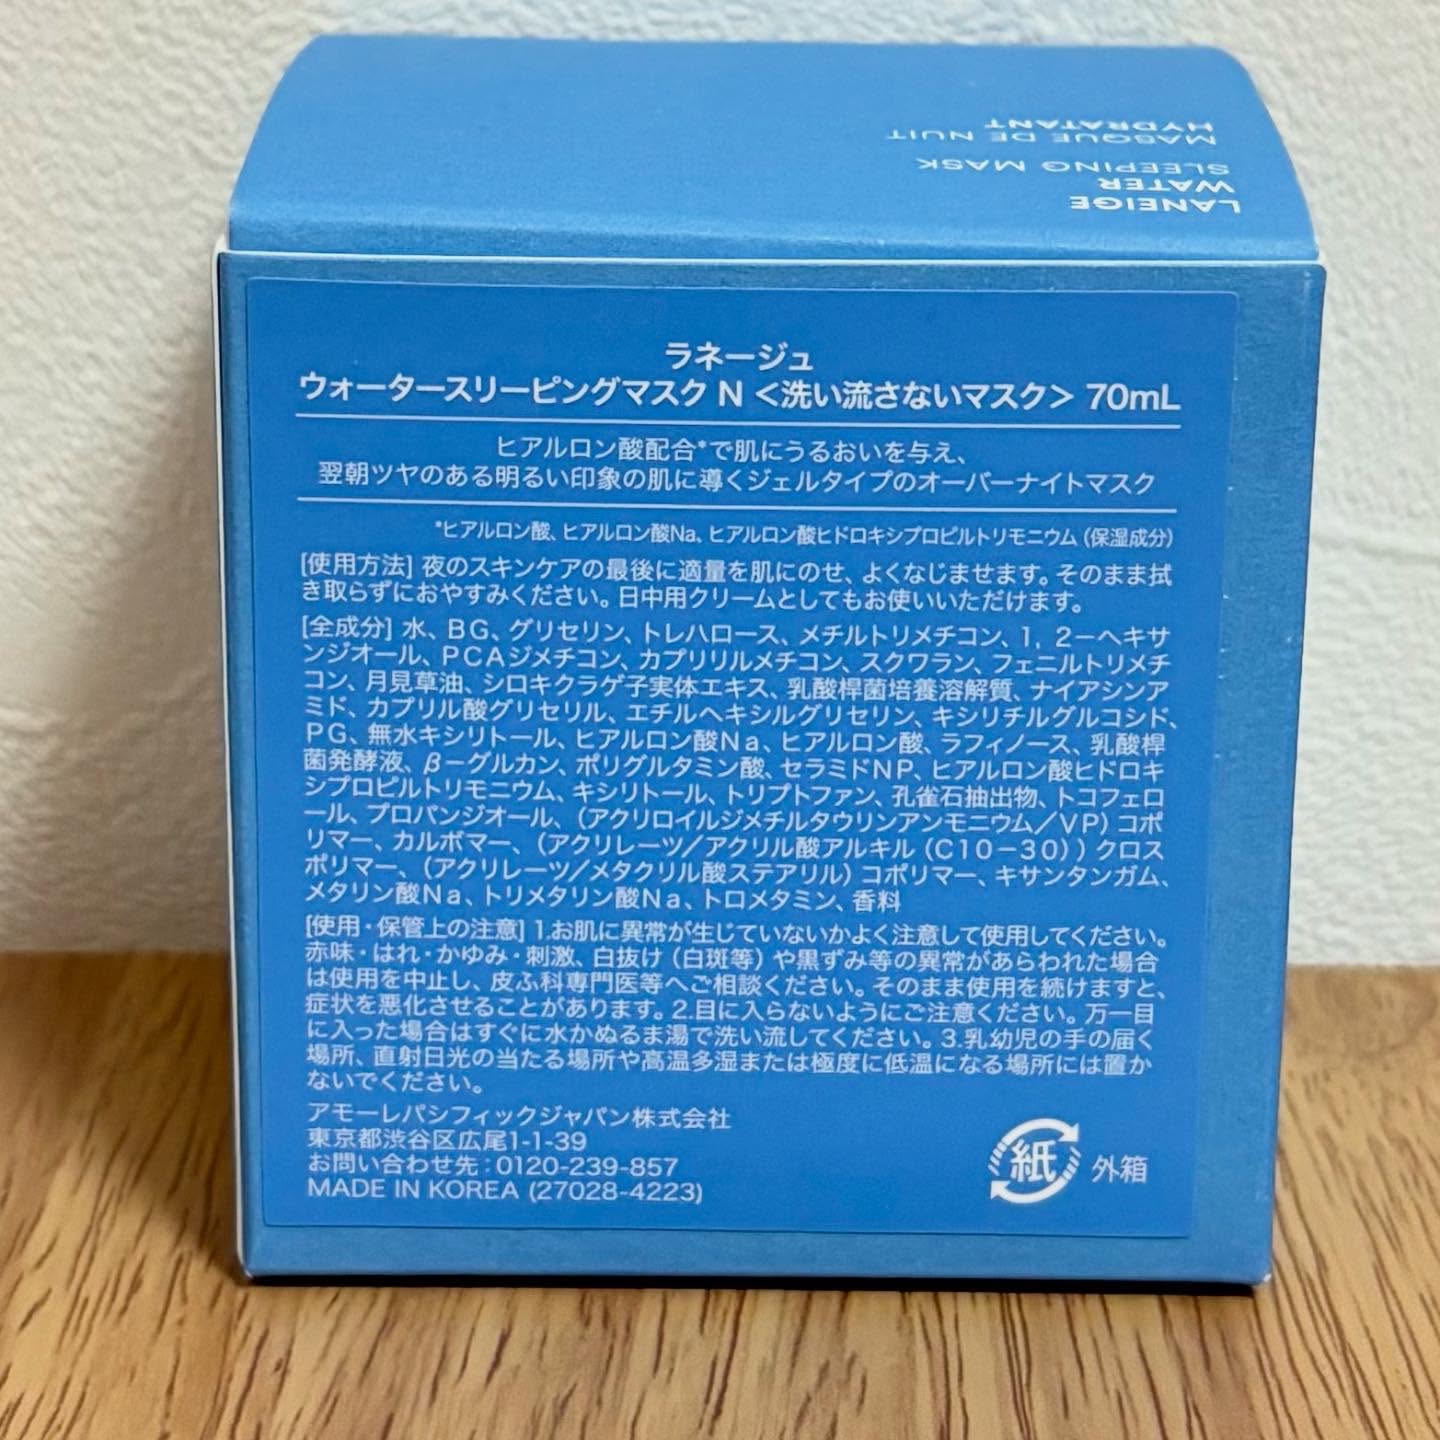 LANEIGE
WATER
SLEEPING MASK
MASQUE DE NUIT
HYDRATANT
ラネージュ
ウォータースリーピングマスク N <洗い流さないマスク> 70mL
ヒアルロン酸配合*で肌にうるおいを与え、
翌朝ツヤのある明るい印象の肌に導くジェルタイプのオーバーナイトマスク
*ヒアルロン酸、ヒアルロン酸Na、ヒアルロン酸ヒドロキシプロピルトリモニウム (保湿成分)
[使用方法] 夜のスキンケアの最後に適量を肌にのせ、よくなじませます。そのまま拭
き取らずにおやすみください。日中用クリームとしてもお使いいただけます。
[全成分] 水、BG、グリセリン、トレハロース、メチルトリメチコン、1, 2-ヘキサ
ンジオール、PCAジメチコン、カプリリルメチコン、スクワラン、フェニルトリメチ
コン、月見草油、シロキクラゲ子実体エキス、乳酸桿菌培養溶解質、ナイアシンア
ミド、カプリル酸グリセリル、エチルヘキシルグリセリン、キシリチルグルコシド、
PG、無水キシリトール、ヒアルロン酸Na、ヒアルロン酸、ラフィノース、乳酸桿
菌発酵液、β-グルカン、ポリグルタミン酸、セラミドNP、ヒアルロン酸ヒドロキ
シプロピルトリモニウム、キシリトール、トリプトファン、孔雀石抽出物、トコフェロ
ール、プロパンジオール、(アクリロイルジメチルタウリンアンモニウム/VP) コポ
リマー、カルボマー、(アクリレーツ/アクリル酸アルキル (C10-30)) クロス
ポリマー、(アクリレーツ/メタクリル酸ステアリル) コポリマー、キサンタンガム、
メタリン酸Na、トリメタリン酸Na、トロメタミン、香料
[使用・保管上の注意] 1.お肌に異常が生じていないかよく注意して使用してください。
赤味・はれ・かゆみ・刺激、白抜け (白斑等) や黒ずみ等の異常があらわれた場合
は使用を中止し、皮ふ科専門医等へご相談ください。そのまま使用を続けますと、
症状を悪化させることがあります。2.目に入らないようにご注意ください。万一目
に入った場合はすぐに水かぬるま湯で洗い流してください。3.乳幼児の手の届く
場所、直射日光の当たる場所や高温多湿または極度に低温になる場所には置か
ないでください。
アモーレパシフィックジャパン株式会社
東京都渋谷区広尾1-1-39
お問い合わせ先:0120-239-857
MADE IN KOREA (27028-4223)
紙 外箱